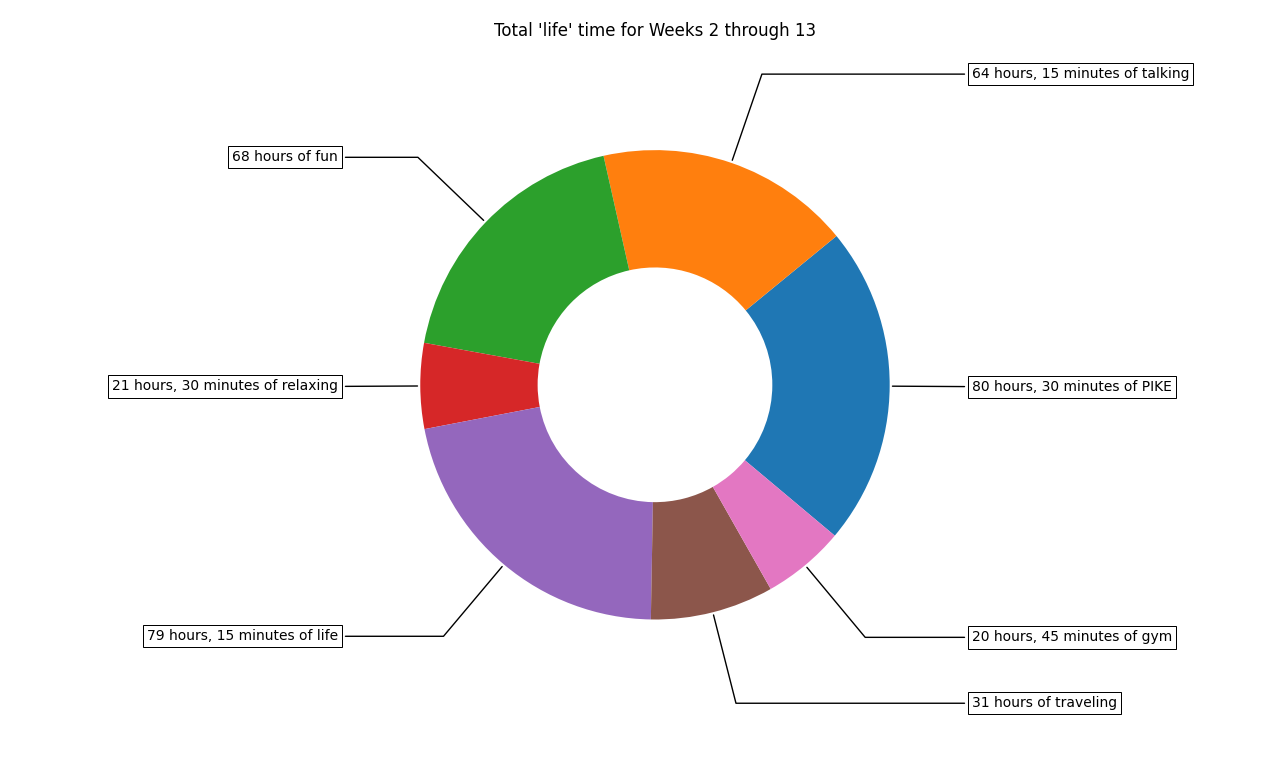 Total 'life' time for Weeks 2 through 13
64 hours, 15 minutes of talking
68 hours of fun
21 hours, 30 minutes of relaxing
80 hours, 30 minutes of PIKE
79 hours, 15 minutes of life
20 hours, 45 minutes of gym
31 hours of traveling